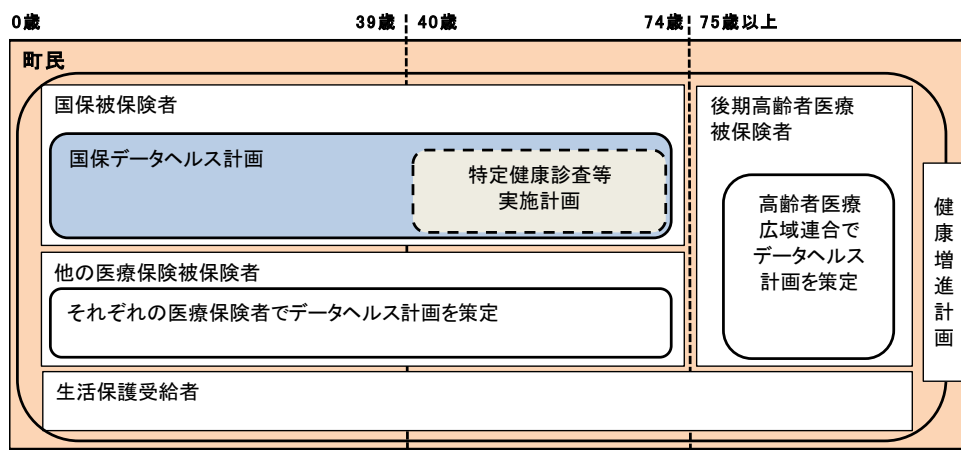 0歳
39歳
40歳
74歳
75歳以上
町民
国保被保険者
国保データヘルス計画
特定健康診査等
実施計画
後期高齢者医療
被保険者
高齢者医療
広域連合で
データヘルス
計画を策定
健康増進計画
他の医療保険被保険者
それぞれの医療保険者でデータヘルス計画を策定
生活保護受給者